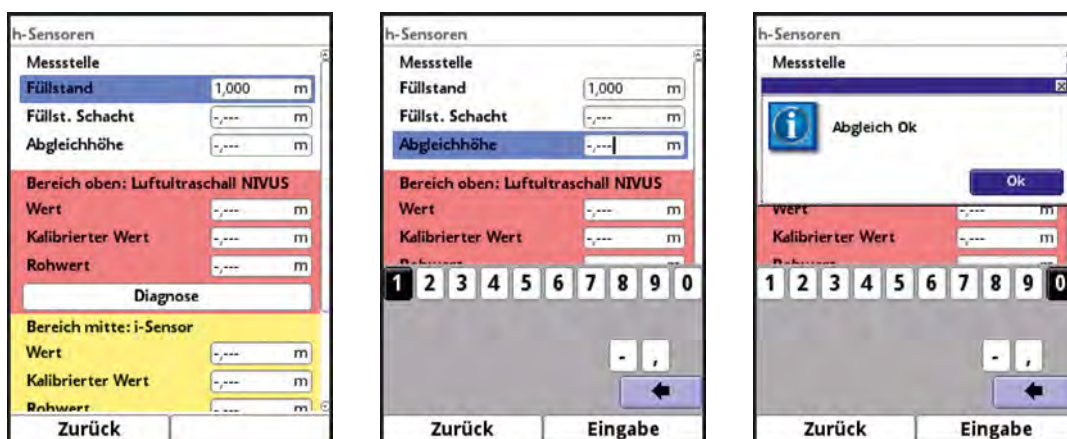 h-Sensoren
Messstelle
Füllstand 1,000 m
Füllst. Schacht -,--- m
Abgleichhöhe -,--- m
Bereich oben: Luftultraschall NIVUS
Wert -,--- m
Kalibrierter Wert -,--- m
Rohwert -,--- m
Diagnose
Bereich mitte: i-Sensor
Wert -,--- m
Kalibrierter Wert -,--- m
Rohwert -,--- m
Zurück
h-Sensoren
Messstelle
Füllstand 1,000 m
Füllst. Schacht -,--- m
Abgleichhöhe -,--- m
Bereich oben: Luftultraschall NIVUS
Wert -,--- m
Kalibrierter Wert -,--- m
1 2 3 4 5 6 7 8 9 0
- ,
Zurück Eingabe
h-Sensoren
Messstelle
Abgleich Ok
Ok
Wert -,--- m
Kalibrierter Wert -,--- m
1 2 3 4 5 6 7 8 9 0
- ,
Zurück Eingabe